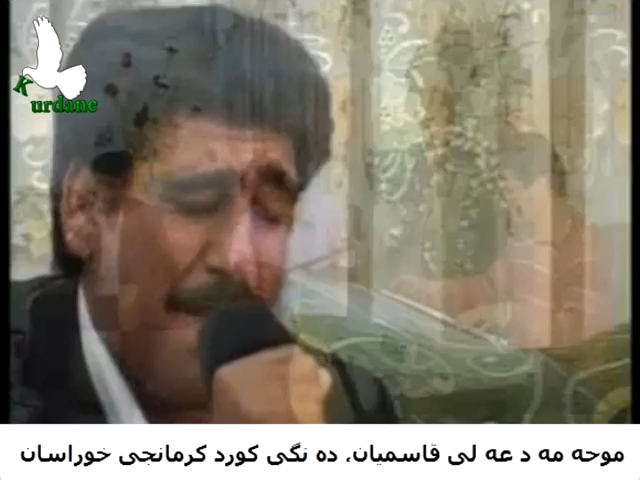 Kurdane
موحه مه د عه لی قاسمیان، ده نگی کورد کرمانجی خوراسان